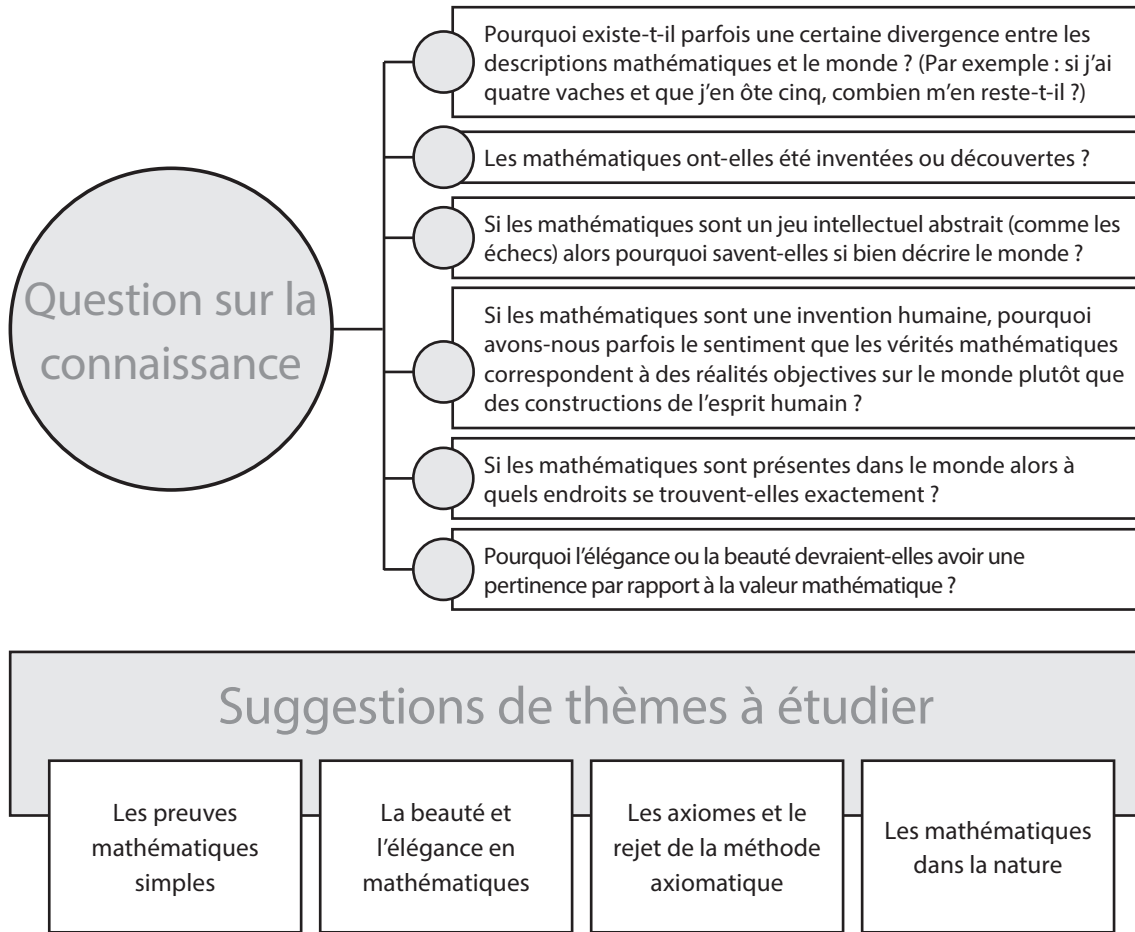 Question sur la
connaissance
Pourquoi existe-t-il parfois une certaine divergence entre les
descriptions mathématiques et le monde ? (Par exemple : si j’ai
quatre vaches et que j’en ôte cinq, combien m’en reste-t-il ?)
Les mathématiques ont-elles été inventées ou découvertes ?
Si les mathématiques sont un jeu intellectuel abstrait (comme les
échecs) alors pourquoi savent-elles si bien décrire le monde ?
Si les mathématiques sont une invention humaine, pourquoi
avons-nous parfois le sentiment que les vérités mathématiques
correspondent à des réalités objectives sur le monde plutôt que
des constructions de l’esprit humain ?
Si les mathématiques sont présentes dans le monde alors à
quels endroits se trouvent-elles exactement ?
Pourquoi l’élégance ou la beauté devraient-elles avoir une
pertinence par rapport à la valeur mathématique ?
Suggestions de thèmes à étudier
Les preuves
mathématiques
simples
La beauté et
l’élégance en
mathématiques
Les axiomes et le
rejet de la méthode
axiomatique
Les mathématiques
dans la nature